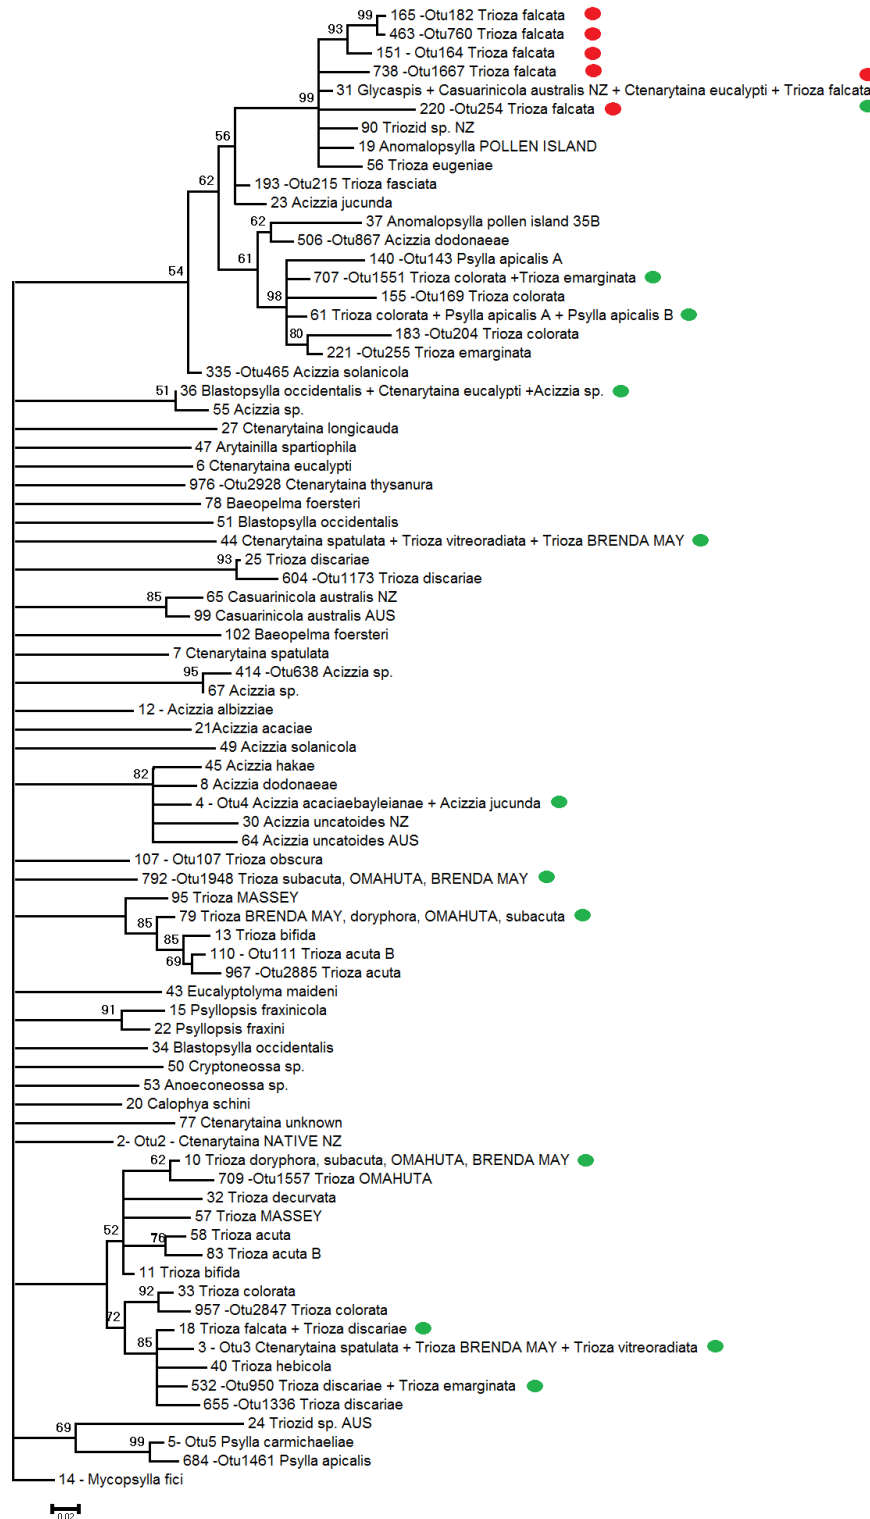 99
165 -Otu182 Trioza falcata
93
463 -Otu760 Trioza falcata
151 - Otu164 Trioza falcata
738 -Otu1667 Trioza falcata
31 Glycaspis + Casuarinicola australis NZ + Ctenarytaina eucalypti + Trioza falcata
99
220 -Otu254 Trioza falcata
90 Triozid sp. NZ
56
19 Anomalopsylla POLLEN ISLAND
56 Trioza eugeniae
62
193 -Otu215 Trioza fasciata
23 Acizzia jucunda
62
37 Anomalopsylla pollen island 35B
506 -Otu867 Acizzia dodonaeae
61
140 -Otu143 Psylla apicalis A
54
707 -Otu1551 Trioza colorata +Trioza emarginata
98
155 -Otu169 Trioza colorata
61 Trioza colorata + Psylla apicalis A + Psylla apicalis B
80
183 -Otu204 Trioza colorata
221 -Otu255 Trioza emarginata
335 -Otu465 Acizzia solanicola
51
36 Blastopsylla occidentalis + Ctenarytaina eucalypti +Acizzia sp.
55 Acizzia sp.
27 Ctenarytaina longicauda
47 Arytainilla spartiophila
6 Ctenarytaina eucalypti
976 -Otu2928 Ctenarytaina thysanura
78 Baeopelma foersteri
51 Blastopsylla occidentalis
44 Ctenarytaina spatulata + Trioza vitreoradiata + Trioza BRENDA MAY
93
25 Trioza discariae
604 -Otu1173 Trioza discariae
85
65 Casuarinicola australis NZ
99 Casuarinicola australis AUS
102 Baeopelma foersteri
7 Ctenarytaina spatulata
95
414 -Otu638 Acizzia sp.
67 Acizzia sp.
12 - Acizzia albizziae
21Acizzia acaciae
49 Acizzia solanicola
45 Acizzia hakae
82
8 Acizzia dodonaeae
4 - Otu4 Acizzia acaciaebayleianae + Acizzia jucunda
30 Acizzia uncatoides NZ
64 Acizzia uncatoides AUS
107 - Otu107 Trioza obscura
792 -Otu1948 Trioza subacuta, OMAHUTA, BRENDA MAY
95 Trioza MASSEY
85
79 Trioza BRENDA MAY, doryphora, OMAHUTA, subacuta
85
13 Trioza bifida
69
110 - Otu111 Trioza acuta B
967 -Otu2885 Trioza acuta
43 Eucalyptolyma maideni
91
15 Psyllopsis fraxinicola
22 Psyllopsis fraxini
34 Blastopsylla occidentalis
50 Cryptoneossa sp.
53 Anoeconeossa sp.
20 Calophya schini
77 Ctenarytaina unknown
2- Otu2 - Ctenarytaina NATIVE NZ
62
10 Trioza doryphora, subacuta, OMAHUTA, BRENDA MAY
709 -Otu1557 Trioza OMAHUTA
32 Trioza decurvata
57 Trioza MASSEY
52
76
58 Trioza acuta
83 Trioza acuta B
11 Trioza bifida
92
33 Trioza colorata
957 -Otu2847 Trioza colorata
72
18 Trioza falcata + Trioza discariae
85
3 - Otu3 Ctenarytaina spatulata + Trioza BRENDA MAY + Trioza vitreoradiata
40 Trioza hebicola
532 -Otu950 Trioza discariae + Trioza emarginata
655 -Otu1336 Trioza discariae
69
24 Triozid sp. AUS
99
5- Otu5 Psylla carmichaeliae
684 -Otu1461 Psylla apicalis
14 - Mycopsylla fici
0.02